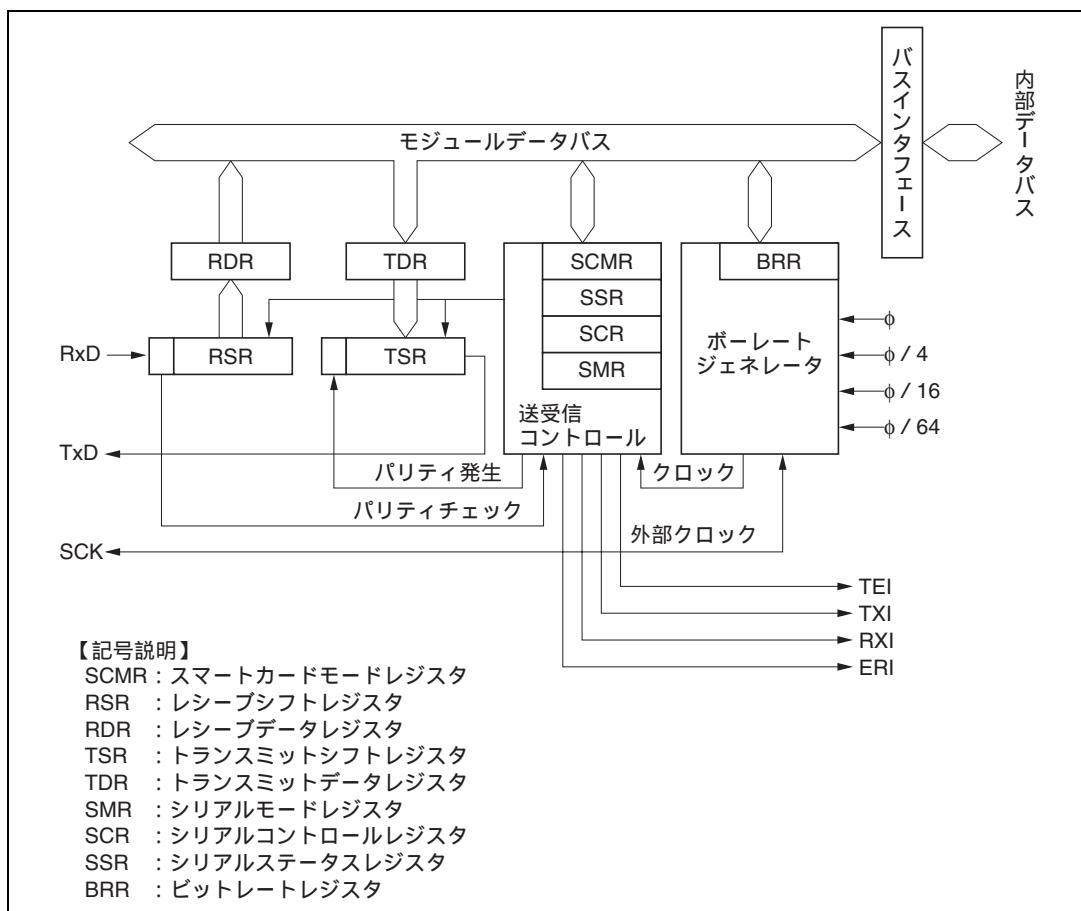 バスインタフェース
内部データバス
モジュールデータバス
RDR
TDR
SCMR
BRR
SSR
SCR
SMR
RxD
RSR
TSR
ボーレート
ジェネレータ
φ
φ / 4
φ / 16
φ / 64
送受信
コントロール
TxD
パリティ発生
クロック
パリティチェック
外部クロック
SCK
TEI
TXI
RXI
ERI
【記号説明】
SCMR : スマートカードモードレジスタ
RSR : レシーブシフトレジスタ
RDR : レシーブデータレジスタ
TSR : トランスミットシフトレジスタ
TDR : トランスミットデータレジスタ
SMR : シリアルモードレジスタ
SCR : シリアルコントロールレジスタ
SSR : シリアルステータスレジスタ
BRR : ビットレートレジスタ